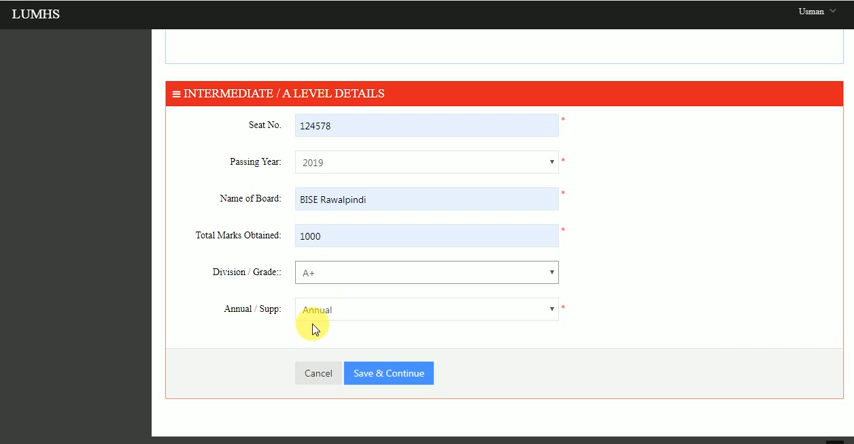 LUMHS
Usman
INTERMEDIATE / A LEVEL DETAILS
Seat No. 124578 *
Passing Year: 2019 *
Name of Board: BISE Rawalpindi *
Total Marks Obtained: 1000 *
Division / Grade:: A+
Annual / Supp: Annual *
Cancel Save & Continue